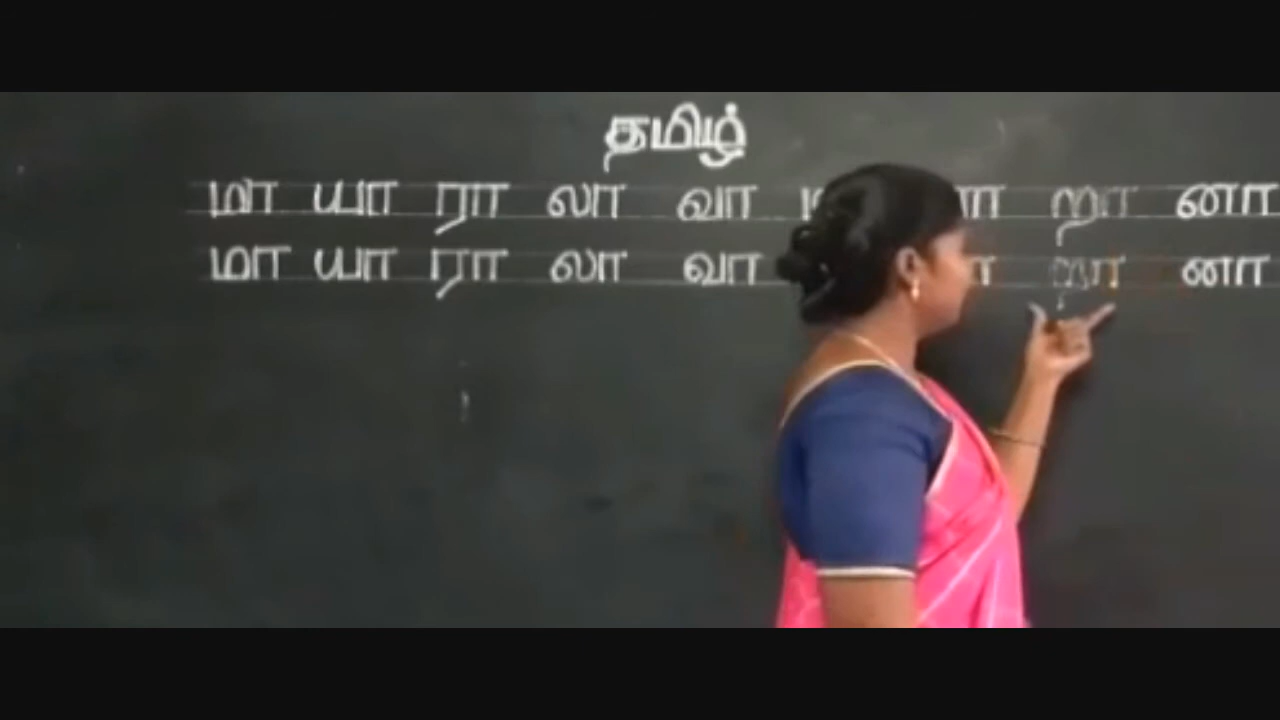 தமிழ்
மா யா ரா லா வா றா னா
மா யா ரா லா வா றா னா